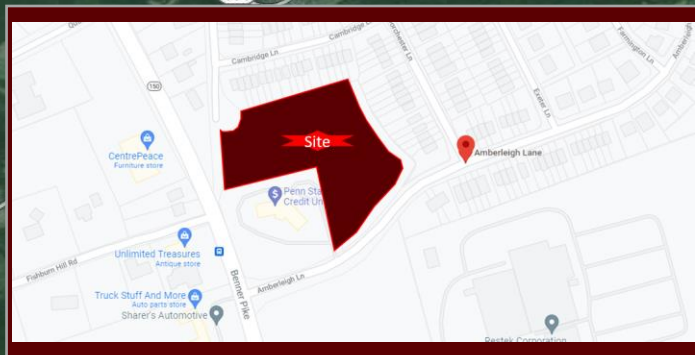 Cambridge Ln
Cambridge Ln
Farmington Ln
150
Site
Exeter Ln
CentrePeace
Furniture store
Amberleigh Lane
Penn Sta
Credit Un
Unlimited Treasures
Antique store
Fishburn Hill Rd
Benner Pike
Amberleigh Ln
Truck Stuff And More
Auto parts store
Sharer's Automotive
Restek Corporation